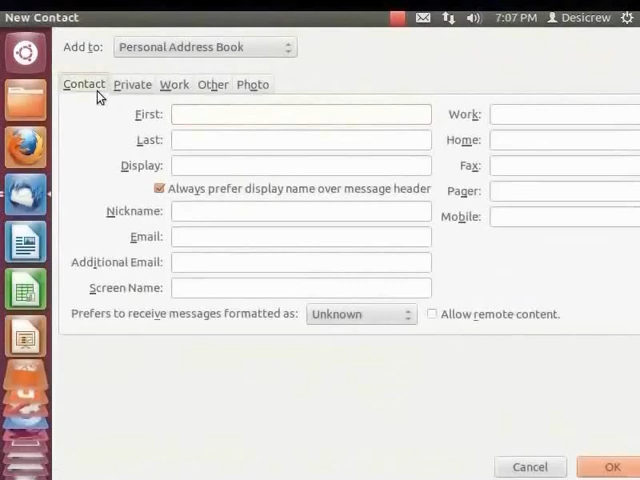 New Contact 7:07 PM Desicrew
Add to: Personal Address Book
Contact Private Work Other Photo
First: Work:
Last: Home:
Display: Fax:
Always prefer display name over message header
Pager:
Nickname: Mobile:
Email:
Additional Email:
Screen Name:
Prefers to receive messages formatted as: Unknown Allow remote content.
Cancel OK